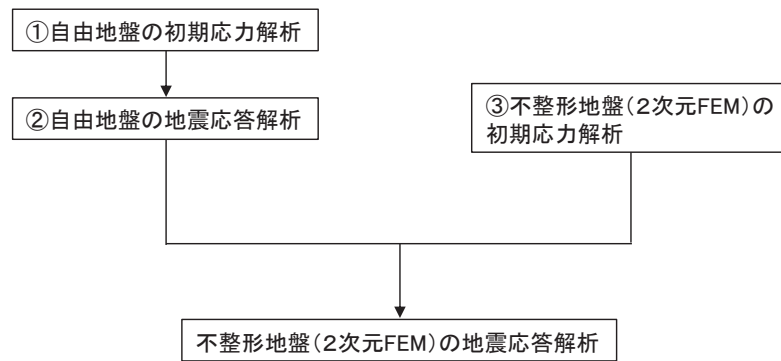 ①自由地盤の初期応力解析
②自由地盤の地震応答解析
③不整形地盤(2次元FEM)の
初期応力解析
不整形地盤(2次元FEM)の地震応答解析